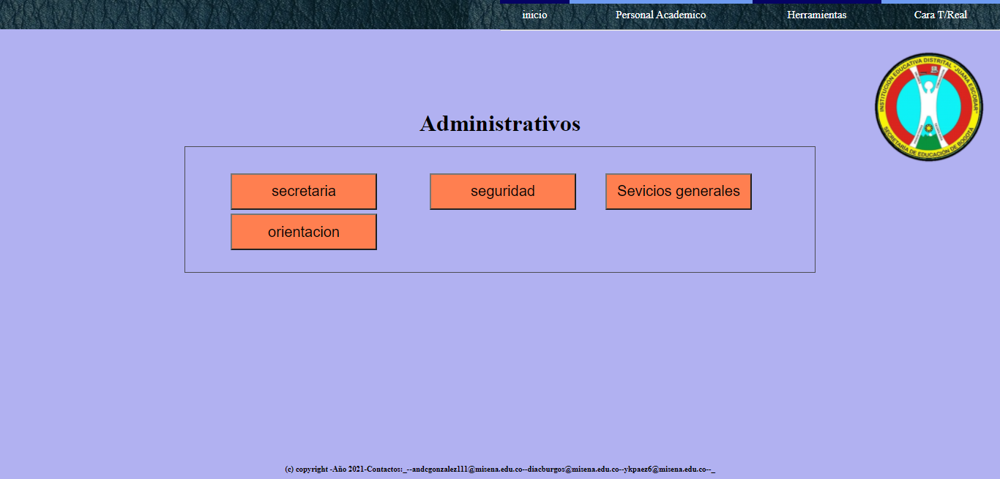 inicio Personal Academico Herramientas Cara T/Real
INSTITUCIÓN EDUCATIVA DISTRITAL "JUANA ESCOBAR"
SECRETARÍA DE EDUCACIÓN DE BOGOTÁ
Administrativos
secretaria seguridad Sevicios generales
orientacion
(c) copyright -Año 2021-Contactos:_--andcgonzalez111@misena.edu.co--diacburgos@misena.edu.co--ykpaez6@misena.edu.co--_